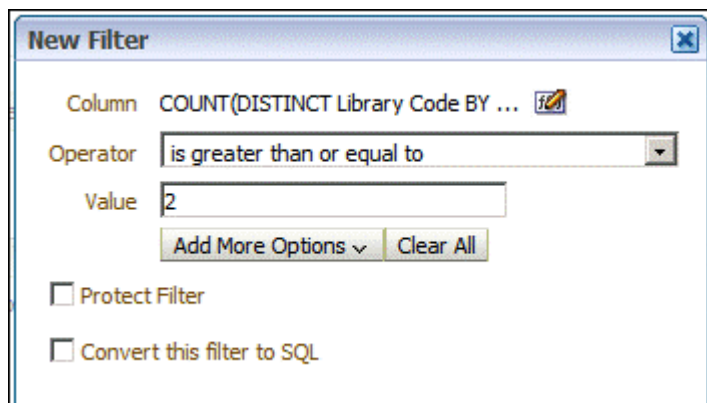 New Filter
Column COUNT(DISTINCT Library Code BY ...
Operator is greater than or equal to
Value 2
Add More Options Clear All
Protect Filter
Convert this filter to SQL